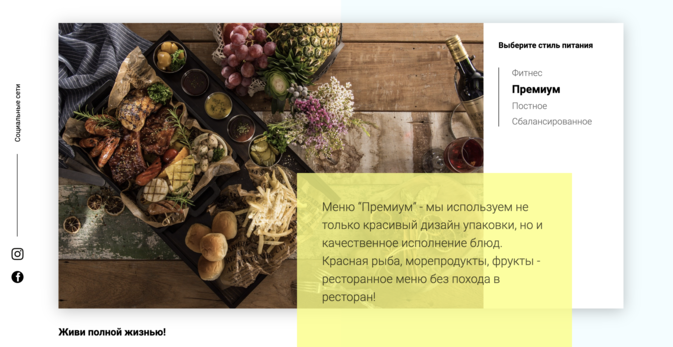 Социальные сети
Выберите стиль питания
Фитнес
Премиум
Постное
Сбалансированное
Меню "Премиум" - мы используем не
только красивый дизайн упаковки, но и
качественное исполнение блюд.
Красная рыба, морепродукты, фрукты -
ресторанное меню без похода в
ресторан!
Живи полной жизнью!